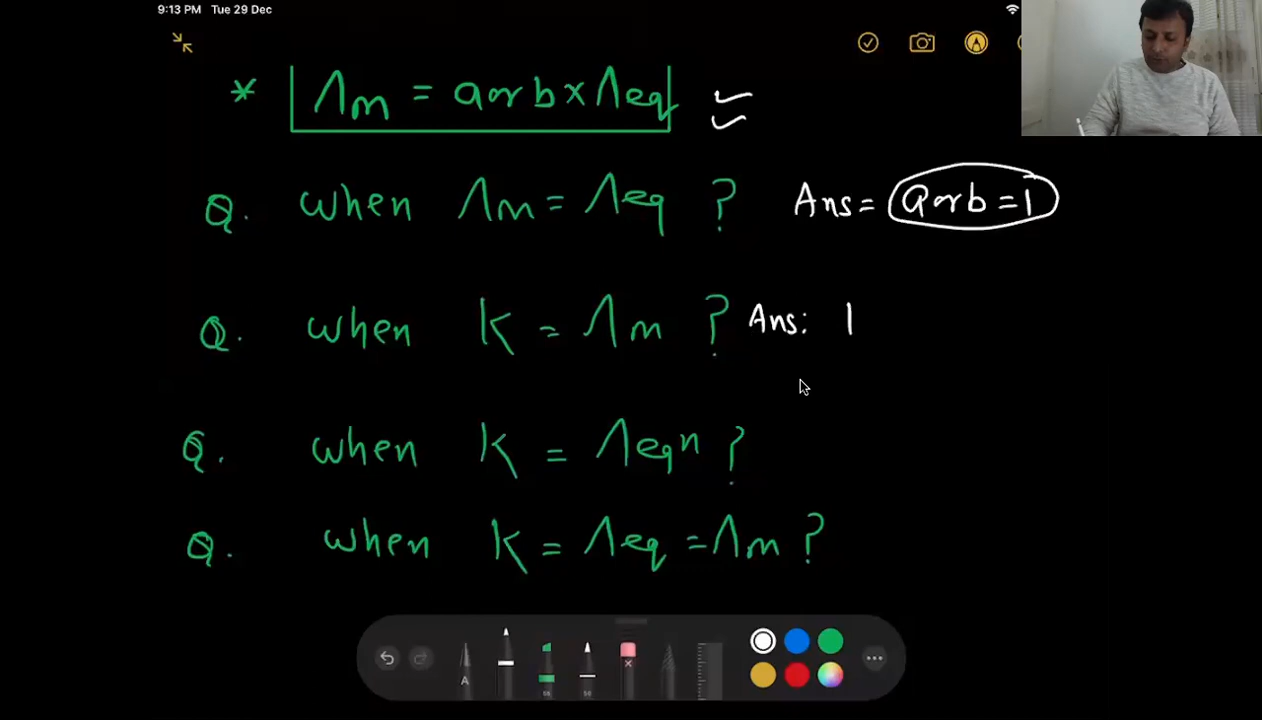 9:13 PM Tue 29 Dec
* Λm = a or b × Λeq
Q. when Λm = Λeq ? Ans = a or b = 1
Q. when K = Λm ? Ans: 1
Q. when K = Λeqn ?
Q. when K = Λeq = Λm ?
A